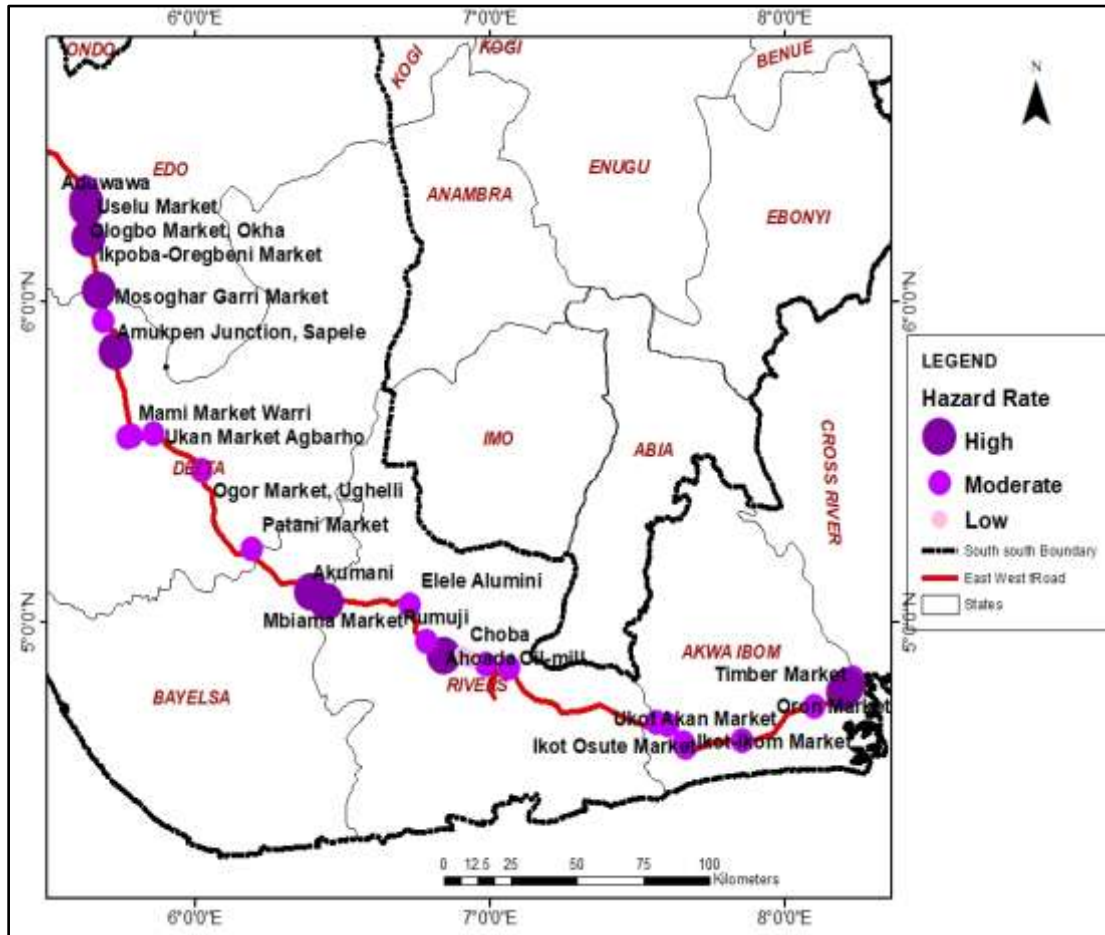 6°0'0"E 7°0'0"E 8°0'0"E
ONDO
KOGI
KOGI
BENUE
N
EDO
ENUGU
ANAMBRA
EBONYI
Aduwawa
Uselu Market
Ologbo Market, Okha
Ikpoba-Oregbeni Market
6°0'0"N
6°0'0"N
Mosoghar Garri Market
Amukpen Junction, Sapele
LEGEND
Hazard Rate
High
Moderate
Low
South south Boundary
East West tRoad
States
Mami Market Warri
Ukan Market Agbarho
IMO
ABIA
CROSS RIVER
DELTA
Ogor Market, Ughelli
Patani Market
Akumani
Elele Alumini
Mbiama Market
Rumuji
Choba
5°0'0"N
5°0'0"N
Ahoada Oil-mill
AKWA IBOM
Timber Market
BAYELSA
RIVERS
Oron Market
Ukof Akan Market
Ikot Osute Market
Ikot-Ikom Market
0 12.5 25 50 75 100
Kilometers
6°0'0"E 7°0'0"E 8°0'0"E